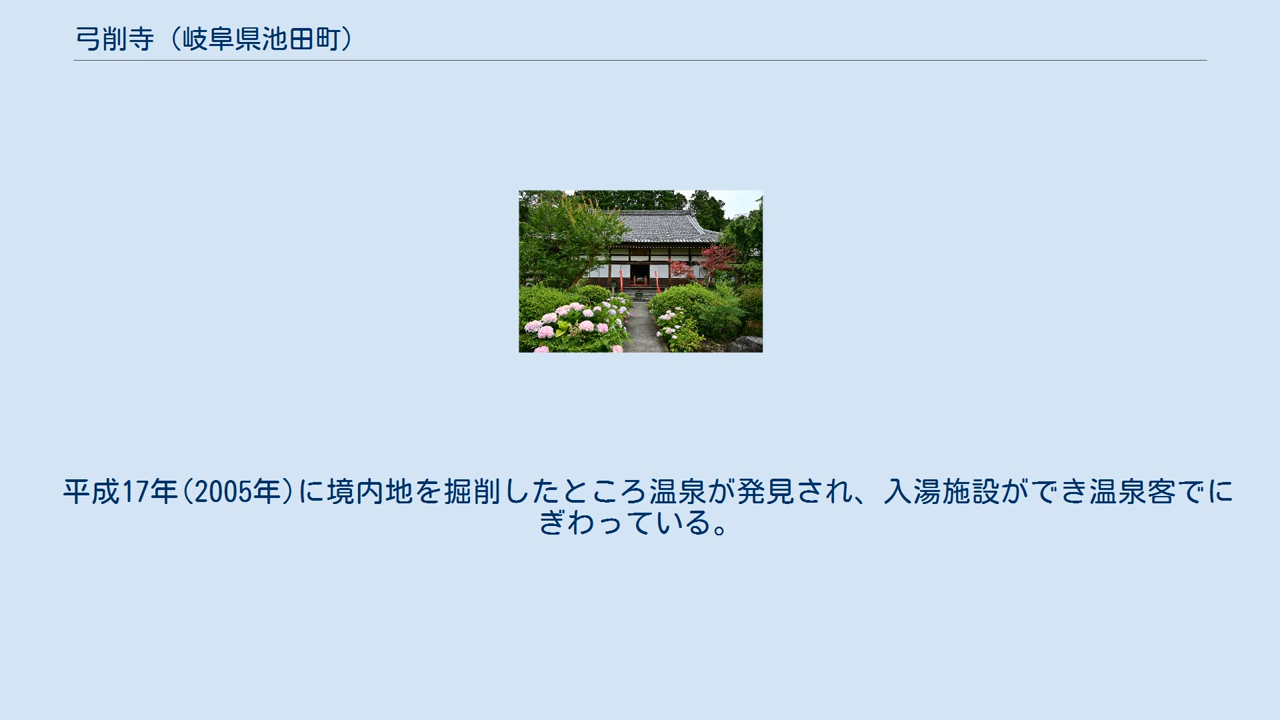 弓削寺（岐阜県池田町）
平成17年(2005年)に境内地を掘削したところ温泉が発見され、入湯施設ができ温泉客でに
ぎわっている。